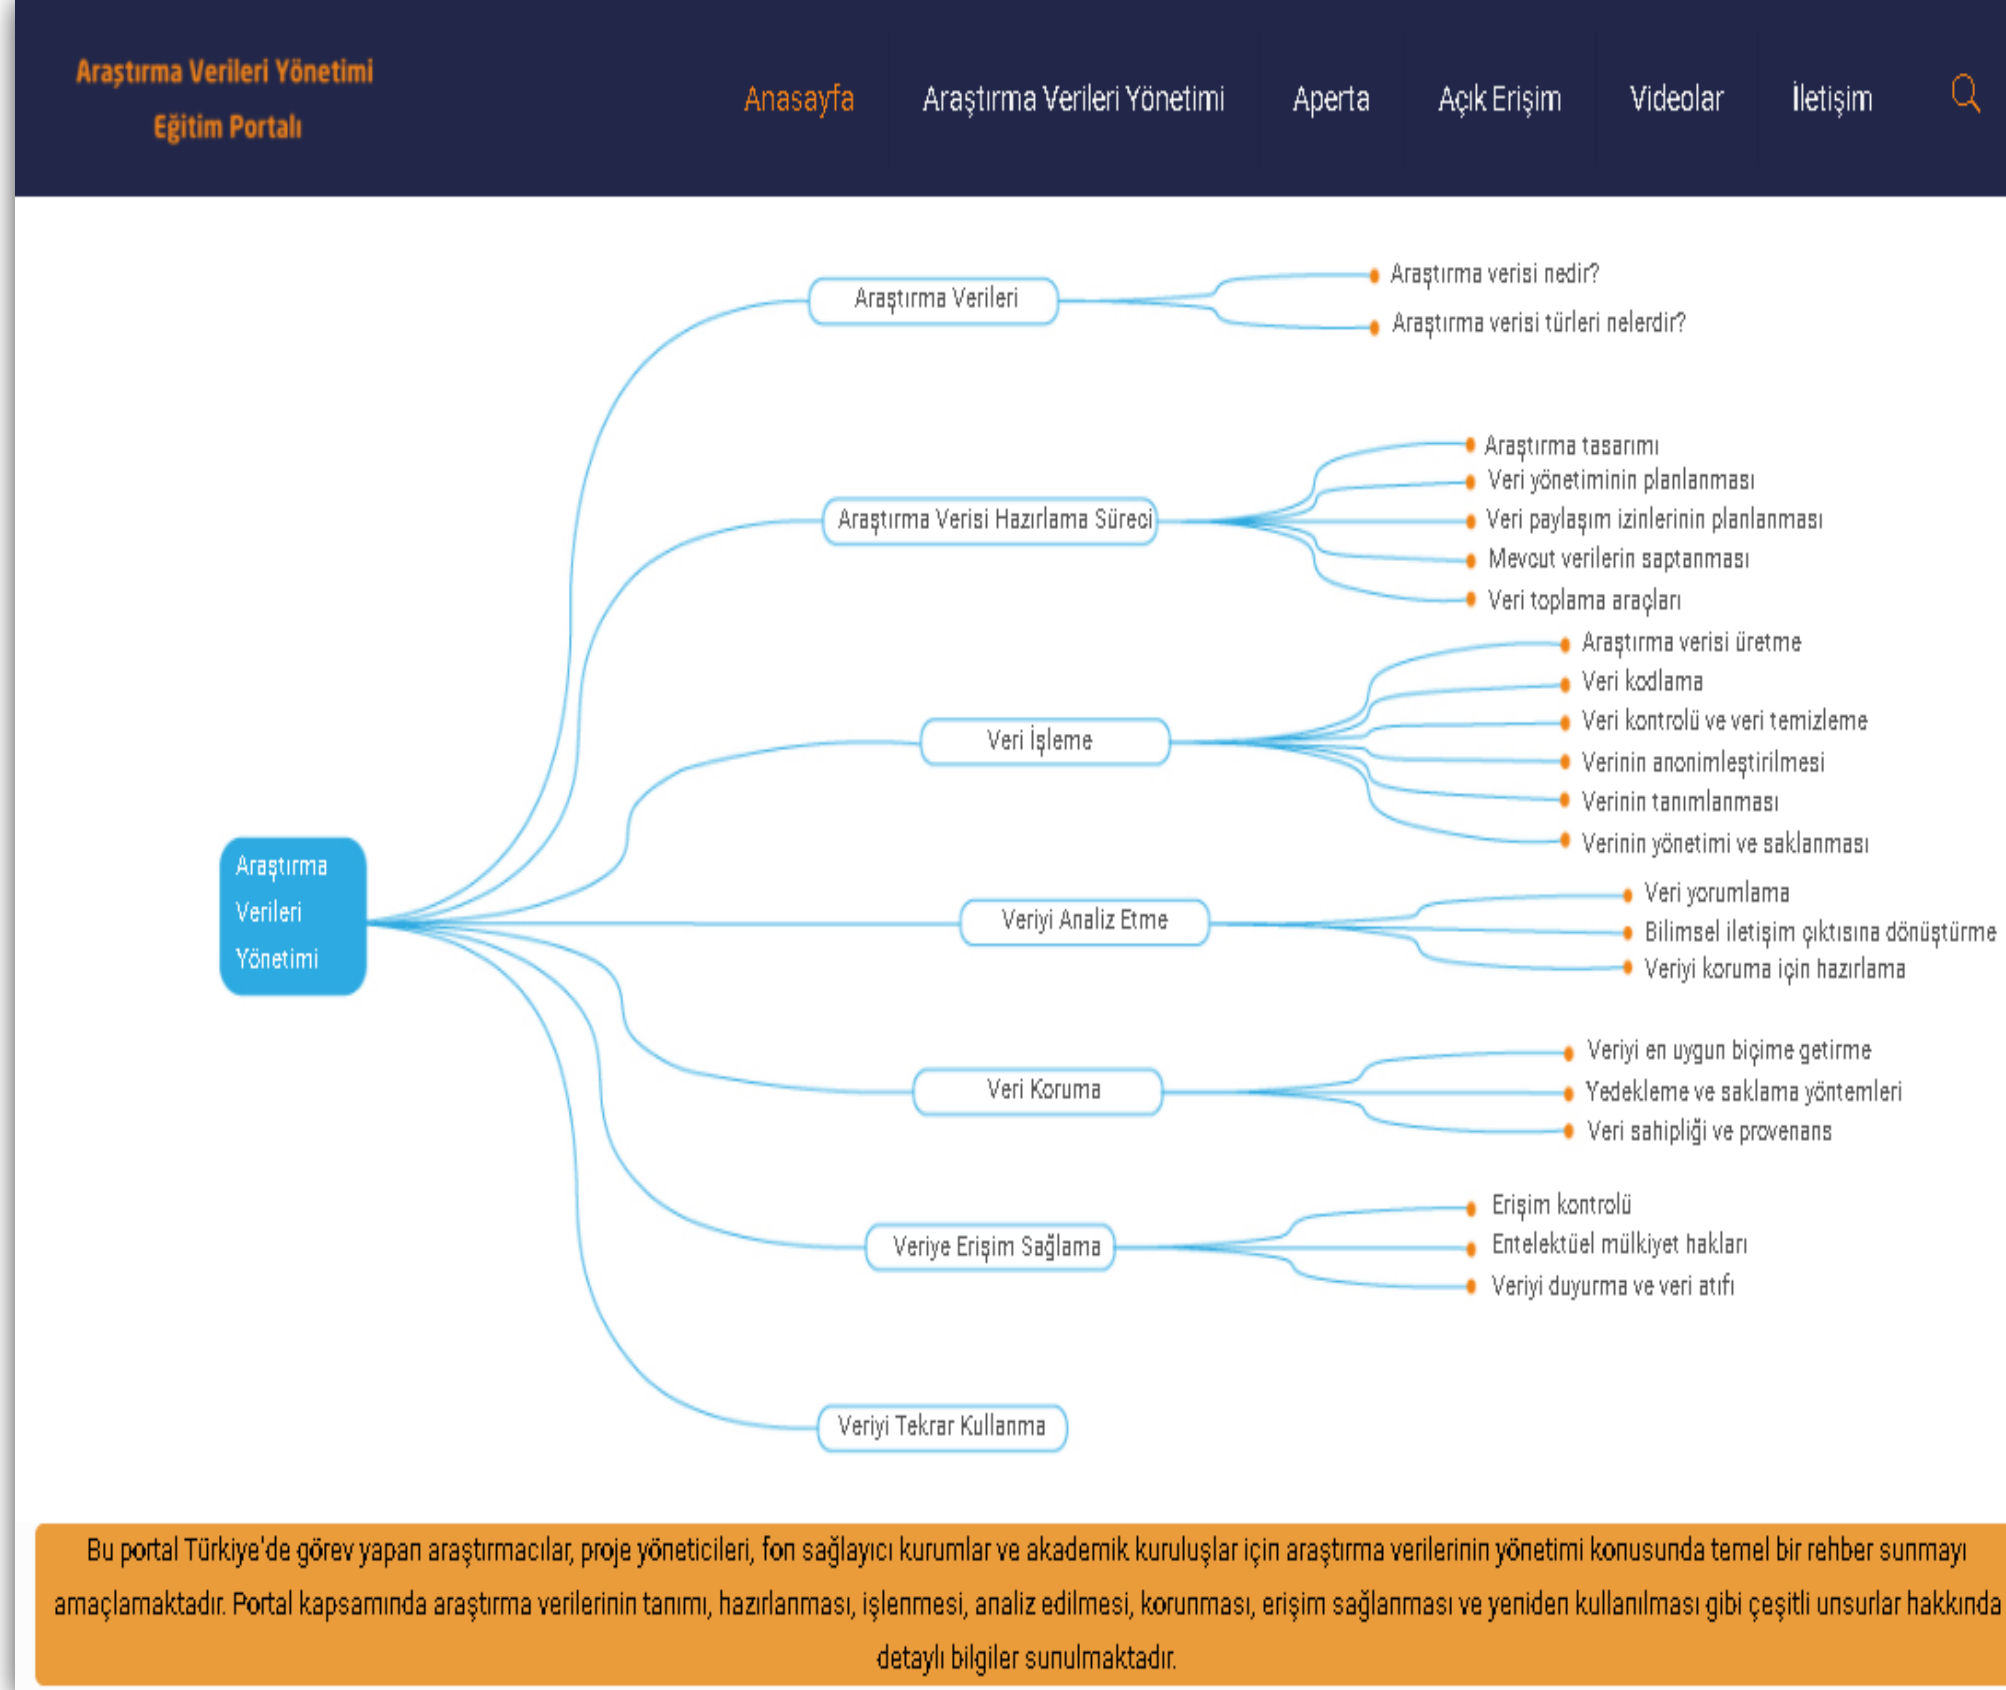 Araştırma Verileri Yönetimi
Eğitim Portalı
Anasayfa
Araştırma Verileri Yönetimi
Aperta
Açık Erişim
Videolar
İletişim
Araştırma Verileri
Araştırma verisi nedir?
Araştırma verisi türleri nelerdir?
Araştırma Verisi Hazırlama Süreci
Araştırma tasarımı
Veri yönetiminin planlanması
Veri paylaşım izinlerinin planlanması
Mevcut verilerin saptanması
Veri toplama araçları
Veri İşleme
Araştırma verisi üretme
Veri kodlama
Veri kontrolü ve veri temizleme
Verinin anonimleştirilmesi
Verinin tanımlanması
Verinin yönetimi ve saklanması
Araştırma
Verileri
Yönetimi
Veriyi Analiz Etme
Veri yorumlama
Bilimsel iletişim çıktısına dönüştürme
Veriyi koruma için hazırlama
Veri Koruma
Veriyi en uygun biçime getirme
Yedekleme ve saklama yöntemleri
Veri sahipliği ve provenans
Veriye Erişim Sağlama
Erişim kontrolü
Entelektüel mülkiyet hakları
Veriyi duyurma ve veri atıfı
Veriyi Tekrar Kullanma
Bu portal Türkiye'de görev yapan araştırmacılar, proje yöneticileri, fon sağlayıcı kurumlar ve akademik kuruluşlar için araştırma verilerinin yönetimi konusunda temel bir rehber sunmayı
amaçlamaktadır. Portal kapsamında araştırma verilerinin tanımı, hazırlanması, işlenmesi, analiz edilmesi, korunması, erişim sağlanması ve yeniden kullanılması gibi çeşitli unsurlar hakkında
detaylı bilgiler sunulmaktadır.